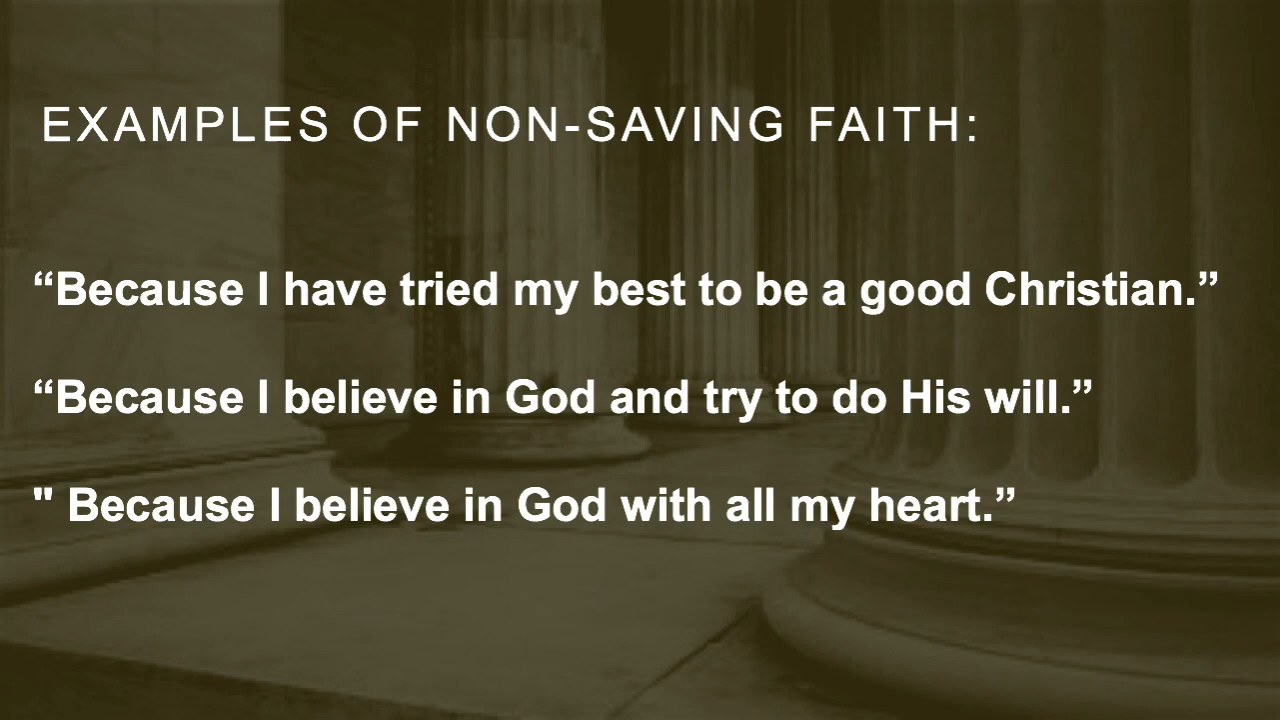 EXAMPLES OF NON-SAVING FAITH:
“Because I have tried my best to be a good Christian.”
“Because I believe in God and try to do His will.”
" Because I believe in God with all my heart.”